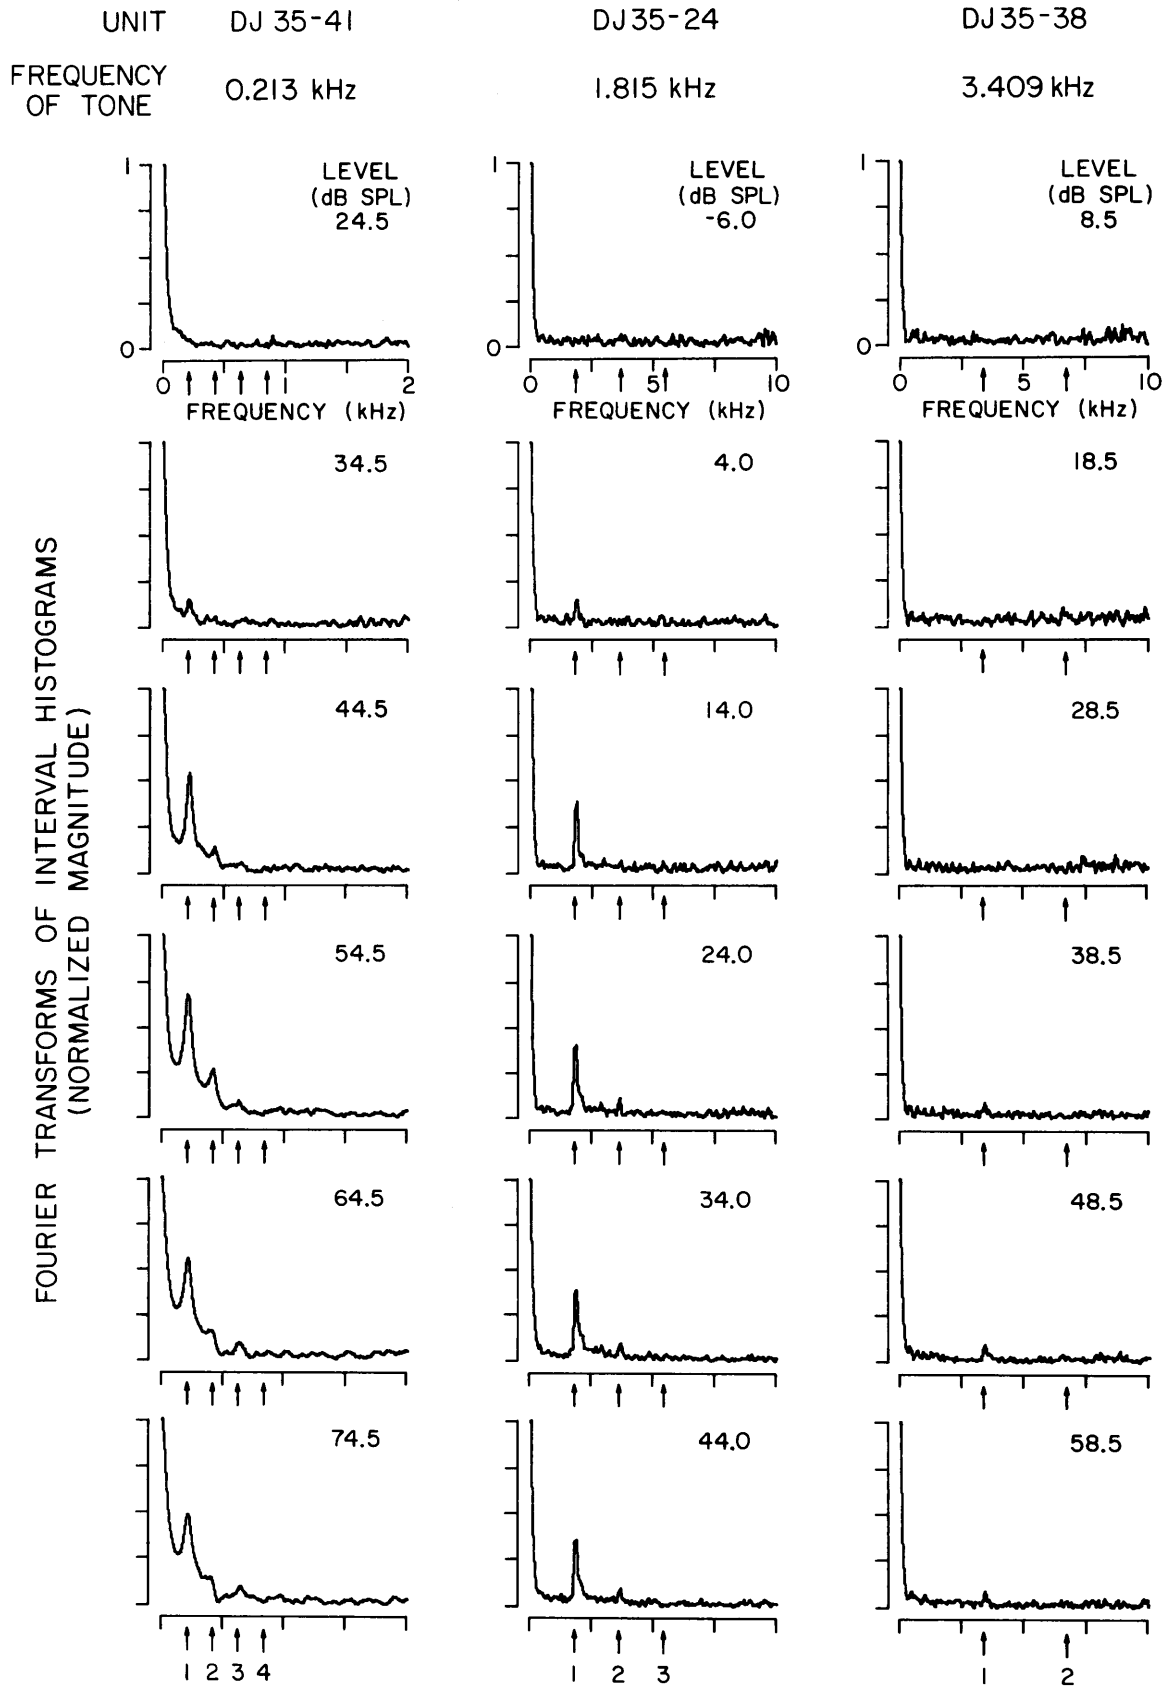 UNIT DJ 35-41 DJ 35-24 DJ 35-38
FREQUENCY
OF TONE 0.213 kHz 1.815 kHz 3.409 kHz
1 LEVEL 1 LEVEL 1 LEVEL
(dB SPL) (dB SPL) (dB SPL)
24.5 -6.0 8.5
0 0 0
0 1 2 0 5 10 0 5 10
FREQUENCY (kHz) FREQUENCY (kHz) FREQUENCY (kHz)
34.5 4.0 18.5
44.5 14.0 28.5
54.5 24.0 38.5
64.5 34.0 48.5
74.5 44.0 58.5
1 2 3 4 1 2 3 1 2
FOURIER TRANSFORMS OF INTERVAL HISTOGRAMS
(NORMALIZED MAGNITUDE)